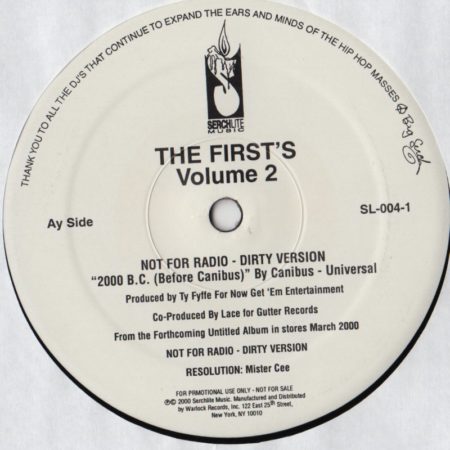 THANK YOU TO ALL THE DJ'S THAT CONTINUE TO EXPAND THE EARS AND MINDS OF THE HIP HOP MASSES
SERCHLITE
MUSIC
THE FIRST'S
Volume 2
Ay Side
SL-004-1
NOT FOR RADIO - DIRTY VERSION
“2000 B.C. (Before Canibus)” By Canibus - Universal
Produced by Ty Fyffe For Now Get 'Em Entertainment
Co-Produced By Lace for Gutter Records
From the Forthcoming Untitled Album in stores March 2000
NOT FOR RADIO - DIRTY VERSION
RESOLUTION: Mister Cee
FOR PROMOTIONAL USE ONLY - NOT FOR SALE
℗© 2000 Serchlite Music. Manufactured and Distributed
by Warlock Records, Inc. 122 East 25th Street,
New York, NY 10010